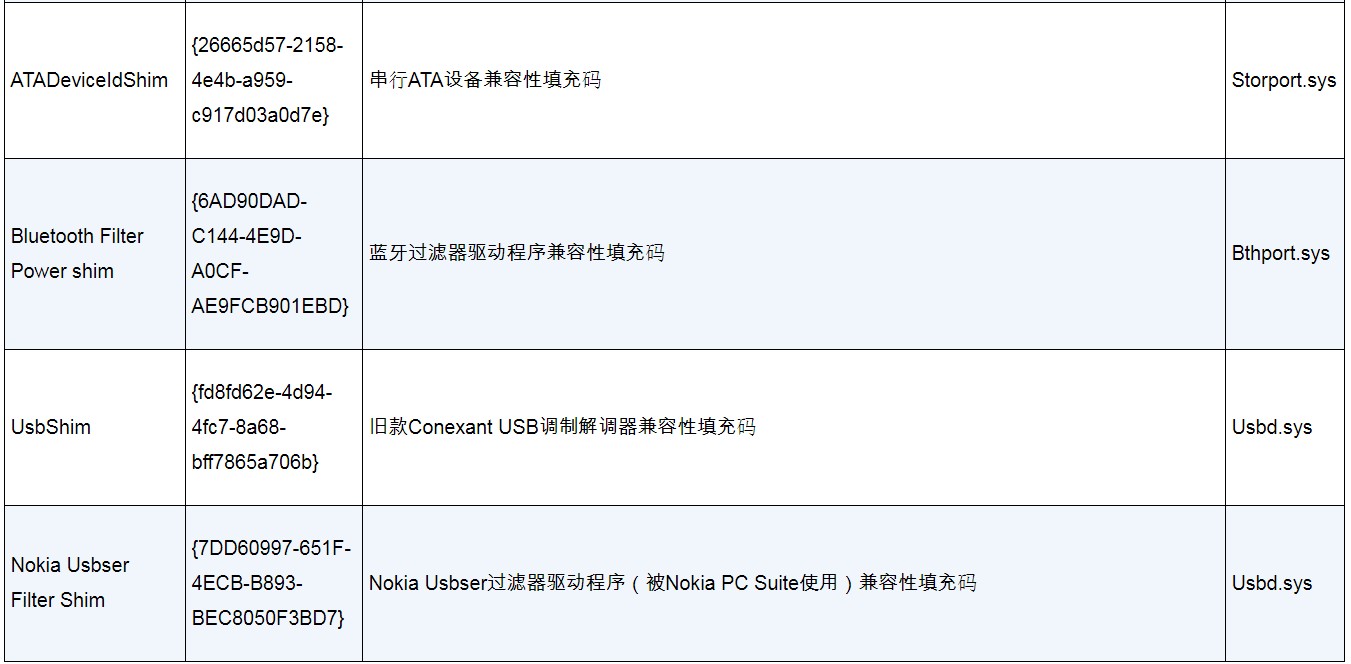 ATADeviceIdShim
{26665d57-2158-
4e4b-a959-
c917d03a0d7e}
串行ATA设备兼容性填充码
Storport.sys
Bluetooth Filter
Power shim
{6AD90DAD-
C144-4E9D-
A0CF-
AE9FCB901EBD}
蓝牙过滤器驱动程序兼容性填充码
Bthport.sys
UsbShim
{fd8fd62e-4d94-
4fc7-8a68-
bff7865a706b}
旧款Conexant USB调制解调器兼容性填充码
Usbd.sys
Nokia Usbser
Filter Shim
{7DD60997-651F-
4ECB-B893-
BEC8050F3BD7}
Nokia Usbser过滤器驱动程序（被Nokia PC Suite使用）兼容性填充码
Usbd.sys